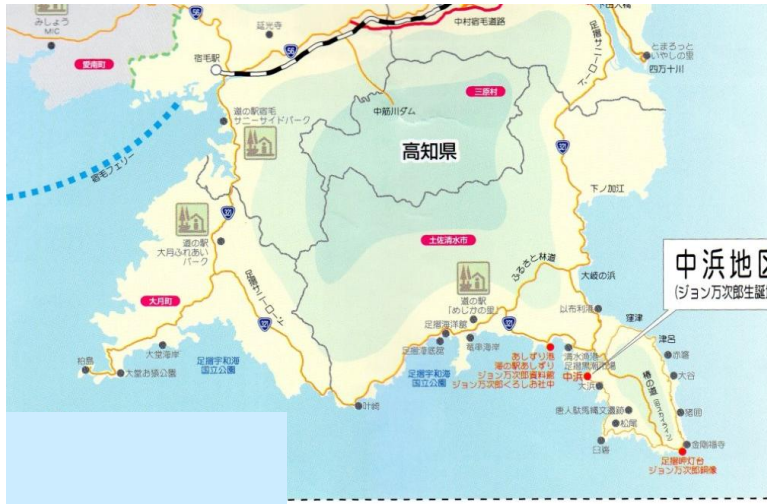 みしょう
MIC
愛南町
延光寺
56
56
中村宿毛道路
宿毛駅
足摺サニーロード
とまろっと
いやしの里
四万十川
道の駅宿毛
サニーサイドパーク
中筋川ダム
三原村
高知県
宿毛フェリー
321
下ノ加江
321
道の駅
大月ふれあい
パーク
土佐清水市
中浜地区
(ジョン万次郎生誕
大月町
足摺サニーロード
ふるさと林道
大岐の浜
道の駅
「めじかの里」
以布利港
窪津
321
321
津呂
足摺海洋館
足摺海底館
竜串海岸
あしずり港
海の駅あしずり
ジョン万次郎資料館
ジョン万次郎くろしお社中
清水漁港
足摺黒潮市場
赤碆
大谷
柏島
大堂海岸
大堂お猿公園
足摺宇和海
国立公園
足摺宇和海
国立公園
中浜
大浜
椿の道
叶崎
唐人駄馬縄文遺跡
松尾
臼碆
金剛福寺
足摺岬灯台
ジョン万次郎銅像